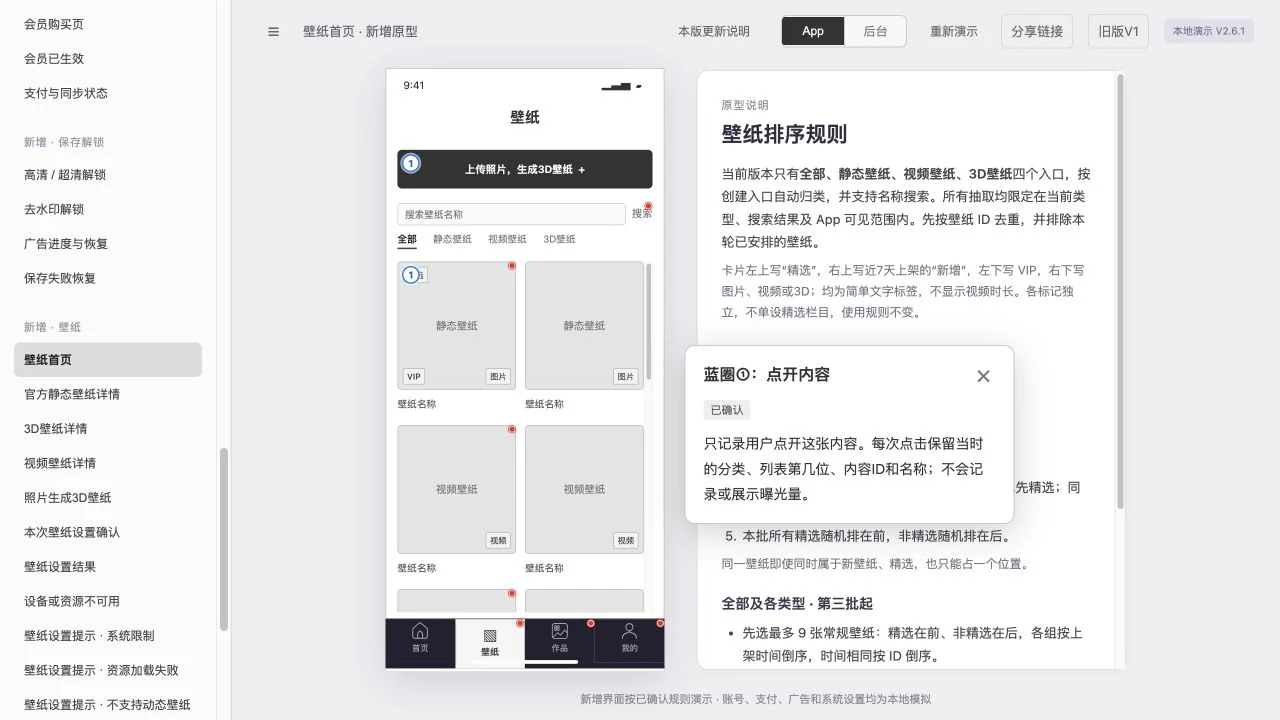 会员购买页
会员已生效
支付与同步状态
新增 · 保存解锁
高清 / 超清解锁
去水印解锁
广告进度与恢复
保存失败恢复
新增 · 壁纸
壁纸首页
官方静态壁纸详情
3D壁纸详情
视频壁纸详情
照片生成3D壁纸
本次壁纸设置确认
壁纸设置结果
设备或资源不可用
壁纸设置提示 · 系统限制
壁纸设置提示 · 资源加载失败
壁纸设置提示 · 不支持动态壁纸
壁纸首页 · 新增原型
本版更新说明
App
后台
重新演示
分享链接
旧版V1
本地演示 V2.6.1
9:41
壁纸
1
上传照片，生成3D壁纸 +
搜索壁纸名称
搜索
全部
静态壁纸
视频壁纸
3D壁纸
1
静态壁纸
VIP
图片
壁纸名称
静态壁纸
图片
壁纸名称
视频壁纸
视频
壁纸名称
视频壁纸
视频
壁纸名称
首页
壁纸
作品
我的
原型说明
壁纸排序规则
当前版本只有全部、静态壁纸、视频壁纸、3D壁纸四个入口，按
创建入口自动归类，并支持名称搜索。所有抽取均限定在当前类
型、搜索结果及 App 可见范围内。先按壁纸 ID 去重，并排除本
轮已安排的壁纸。
卡片左上写“精选”，右上写近7天上架的“新增”，左下写 VIP，右下写
图片、视频或3D；均为简单文字标签，不显示视频时长。各标记独
立，不单设精选栏目，使用规则不变。
蓝圈①：点开内容
已确认
只记录用户点开这张内容。每次点击保留当时
的分类、列表第几位、内容ID和名称；不会记
录或展示曝光量。
先精选；同
5. 本批所有精选随机排在前，非精选随机排在后。
同一壁纸即使同时属于新壁纸、精选，也只能占一个位置。
全部及各类型 · 第三批起
• 先选最多 9 张常规壁纸：精选在前、非精选在后，各组按上
架时间倒序，时间相同按 ID 倒序。
新增界面按已确认规则演示 · 账号、支付、广告和系统设置均为本地模拟